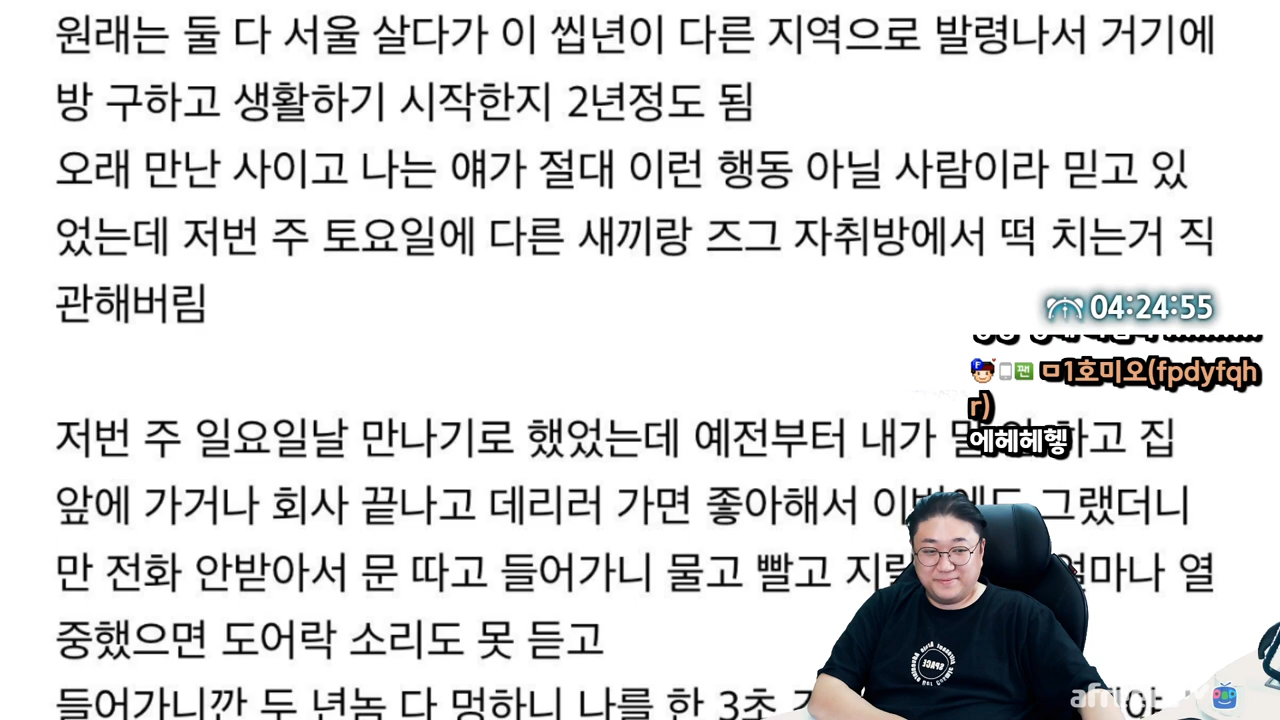 원래는 둘 다 서울 살다가 이 씹년이 다른 지역으로 발령나서 거기에
방 구하고 생활하기 시작한지 2년정도 됨
오래 만난 사이고 나는 얘가 절대 이런 행동 아닐 사람이라 믿고 있
었는데 저번 주 토요일에 다른 새끼랑 즈그 자취방에서 떡 치는거 직
관해버림
04:24:55
ㅁ1호미오(fpdyfqh
r)
에헤헤헿
저번 주 일요일날 만나기로 했었는데 예전부터 내가 하고 집
앞에 가거나 회사 끝나고 데리러 가면 좋아해서 그랬더니
만 전화 안받아서 문 따고 들어가니 물고 빨고 열
중했으면 도어락 소리도 못 듣고
들어가니깐 두 년놈 다 멍하니 나를 한 3초